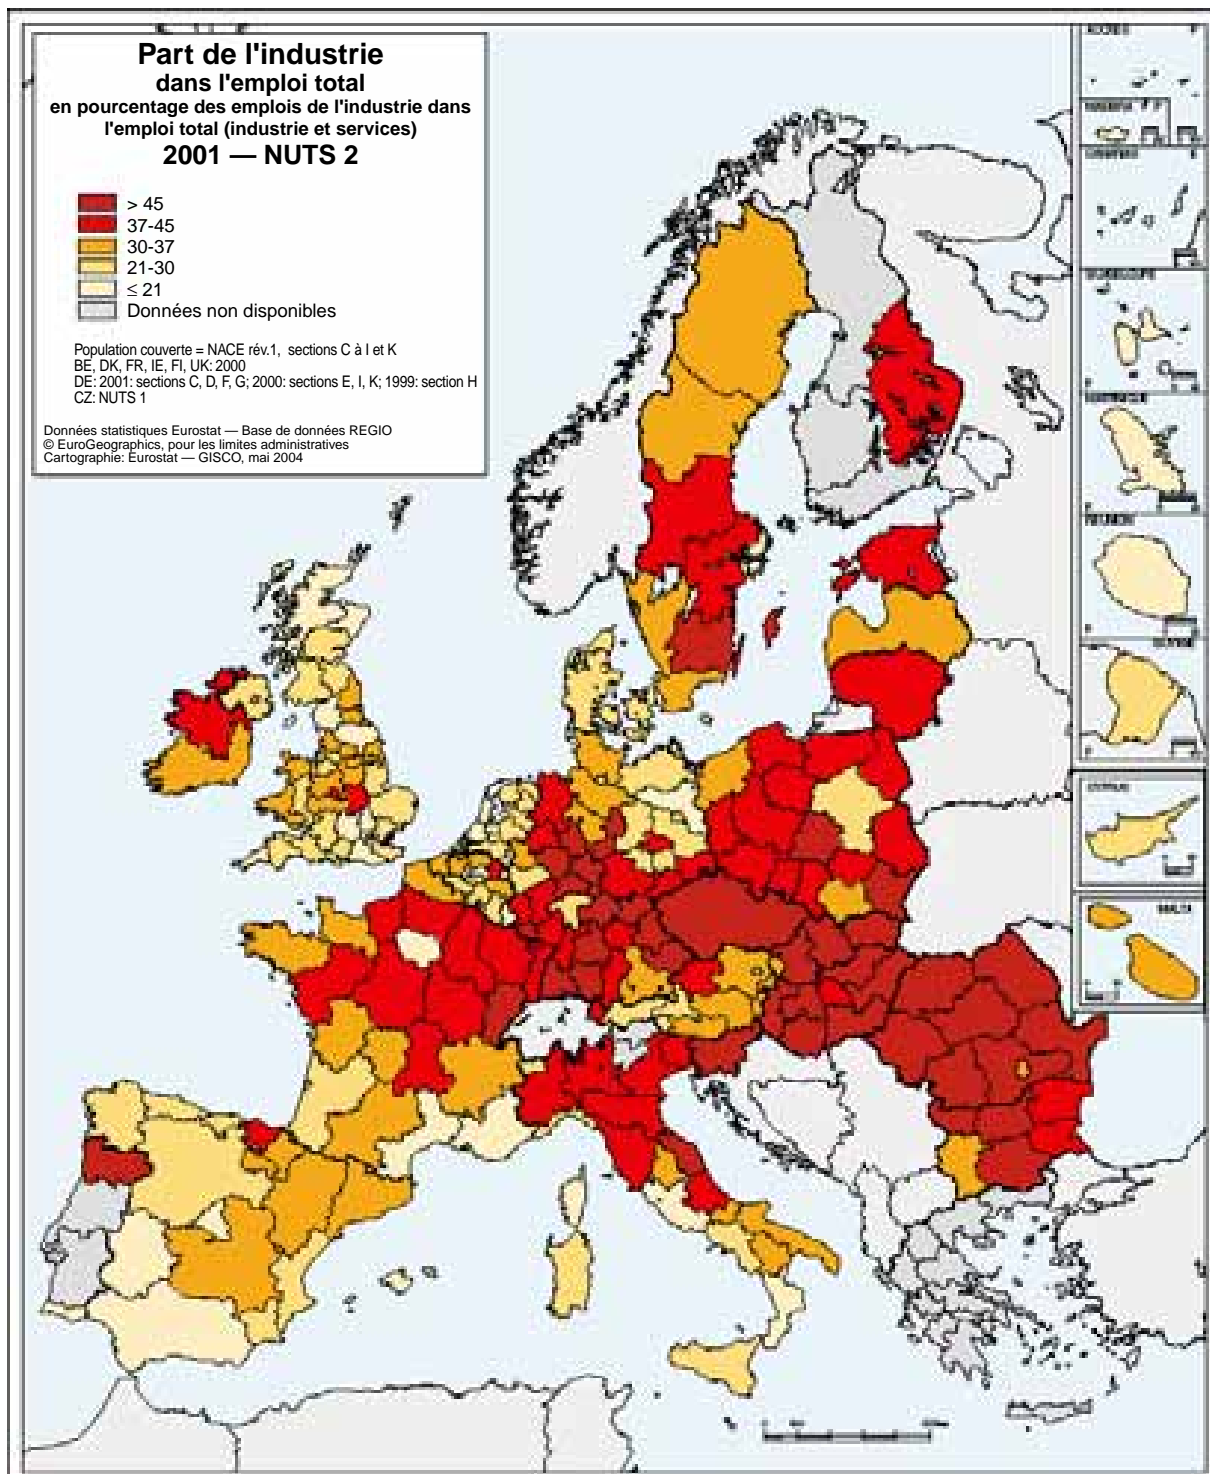 Part de l'industrie
dans l'emploi total
en pourcentage des emplois de l'industrie dans
l'emploi total (industrie et services)
2001 — NUTS 2
> 45
37-45
30-37
21-30
≤ 21
Données non disponibles
Population couverte = NACE rév.1, sections C à I et K
BE, DK, FR, IE, FI, UK: 2000
DE: 2001: sections C, D, F, G; 2000: sections E, I, K; 1999: section H
CZ: NUTS 1
Données statistiques Eurostat — Base de données REGIO
© EuroGeographics, pour les limites administratives
Cartographie: Eurostat — GISCO, mai 2004
GUADELOUPE
REUNION
MALTA